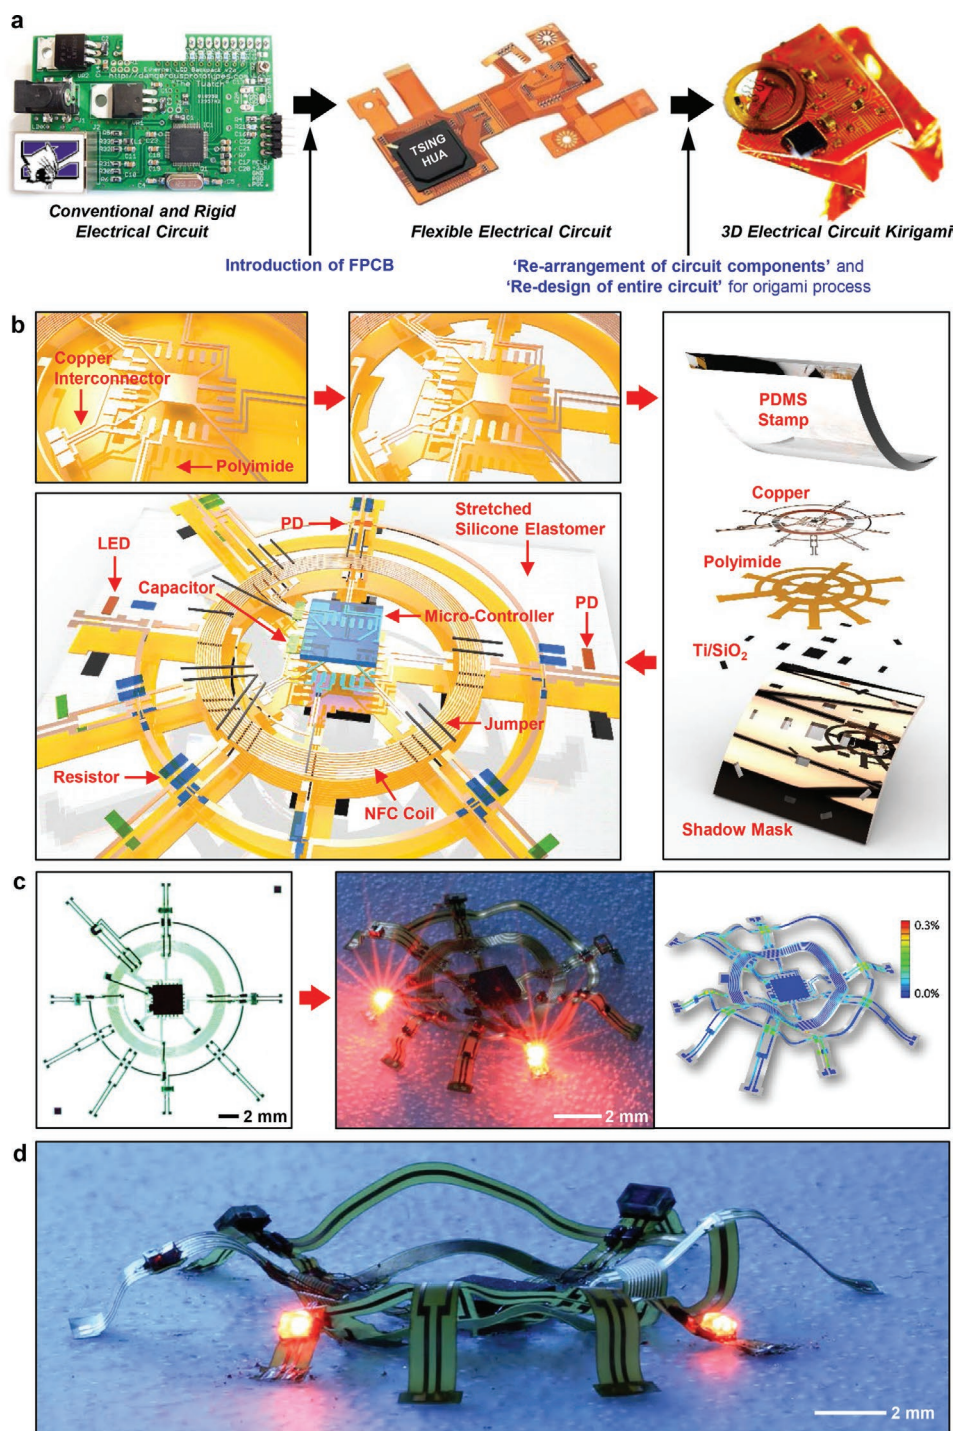 a
http://dangerousprototypes.com
TSING
HUA
Conventional and Rigid
Electrical Circuit
Flexible Electrical Circuit
3D Electrical Circuit Kirigami
Introduction of FPCB
‘Re-arrangement of circuit components’ and
‘Re-design of entire circuit’ for origami process
b
Copper
Interconnector
Polyimide
PDMS
Stamp
Copper
Polyimide
Ti/SiO2
Shadow Mask
PD
Stretched
Silicone Elastomer
LED
Capacitor
Micro-Controller
PD
Jumper
Resistor
NFC Coil
c
2 mm
2 mm
0.3%
0.0%
d
2 mm